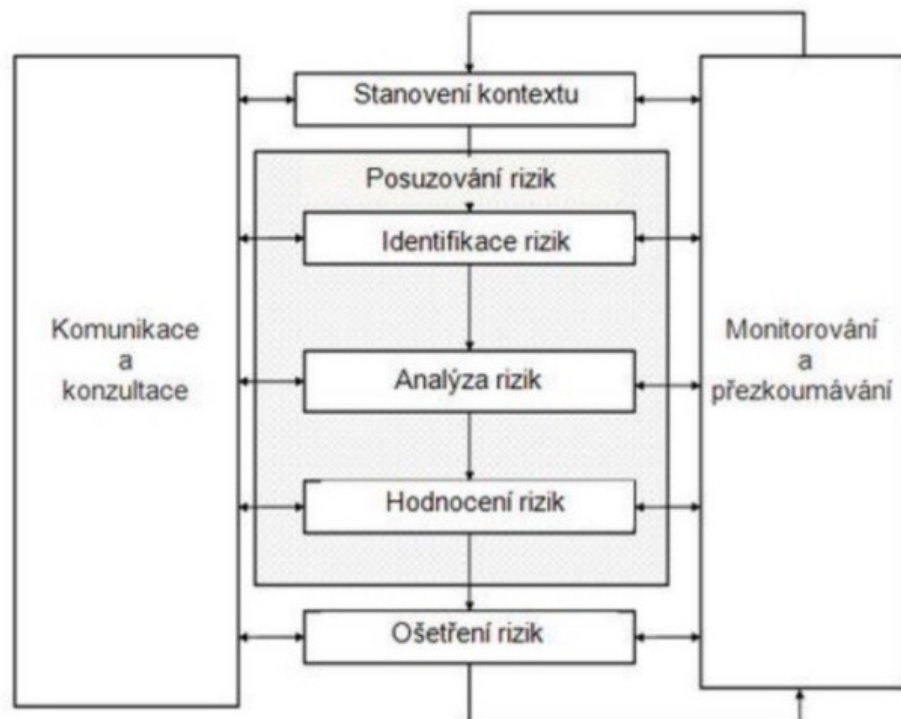 Stanovení kontextu
Posuzování rizik
Identifikace rizik
Komunikace
a
konzultace
Analýza rizik
Monitorování
a
přezkoumávání
Hodnocení rizik
Ošetření rizik